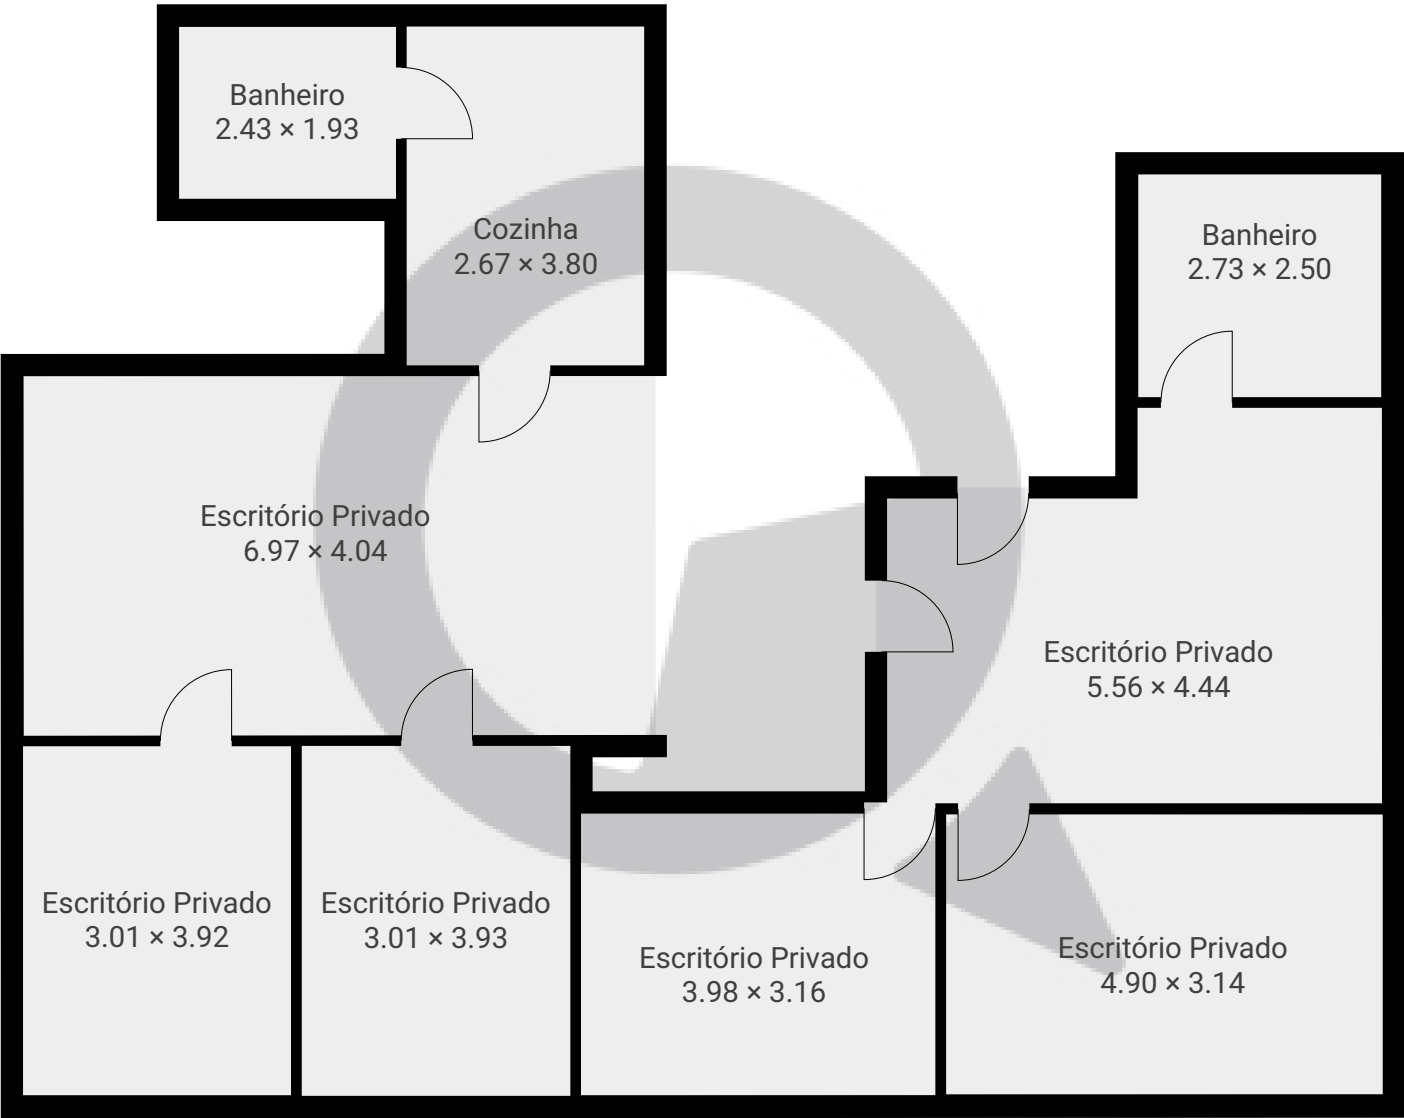 Banheiro
2.43 × 1.93
Cozinha
2.67 × 3.80
Banheiro
2.73 × 2.50
Escritório Privado
6.97 × 4.04
Escritório Privado
5.56 × 4.44
Escritório Privado
3.01 × 3.92
Escritório Privado
3.01 × 3.93
Escritório Privado
3.98 × 3.16
Escritório Privado
4.90 × 3.14